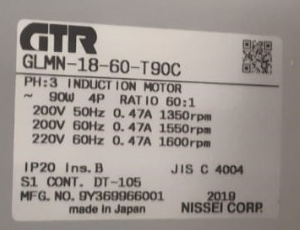 GTR
GLMN-18-60-T90C
PH:3 INDUCTION MOTOR
~ 90W 4P RATIO 60:1
200V 50Hz 0.47A 1350rpm
200V 60Hz 0.47A 1550rpm
220V 60Hz 0.47A 1600rpm
IP20 Ins.B JIS C 4004
S1 CONT. DT-105
MFG. NO. 9Y369966001 2019
made in Japan NISSEI CORP.